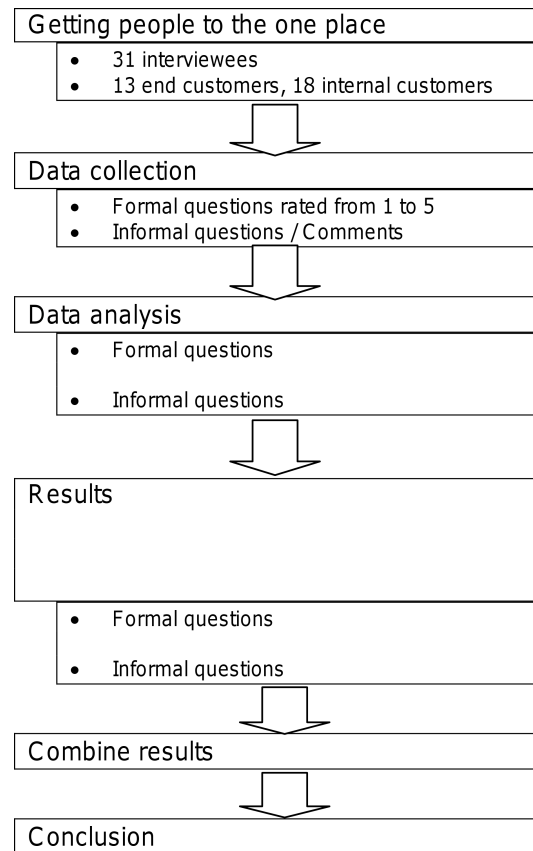 Getting people to the one place
• 31 interviewees
• 13 end customers, 18 internal customers
Data collection
• Formal questions rated from 1 to 5
• Informal questions / Comments
Data analysis
• Formal questions
• Informal questions
Results
• Formal questions
• Informal questions
Combine results
Conclusion